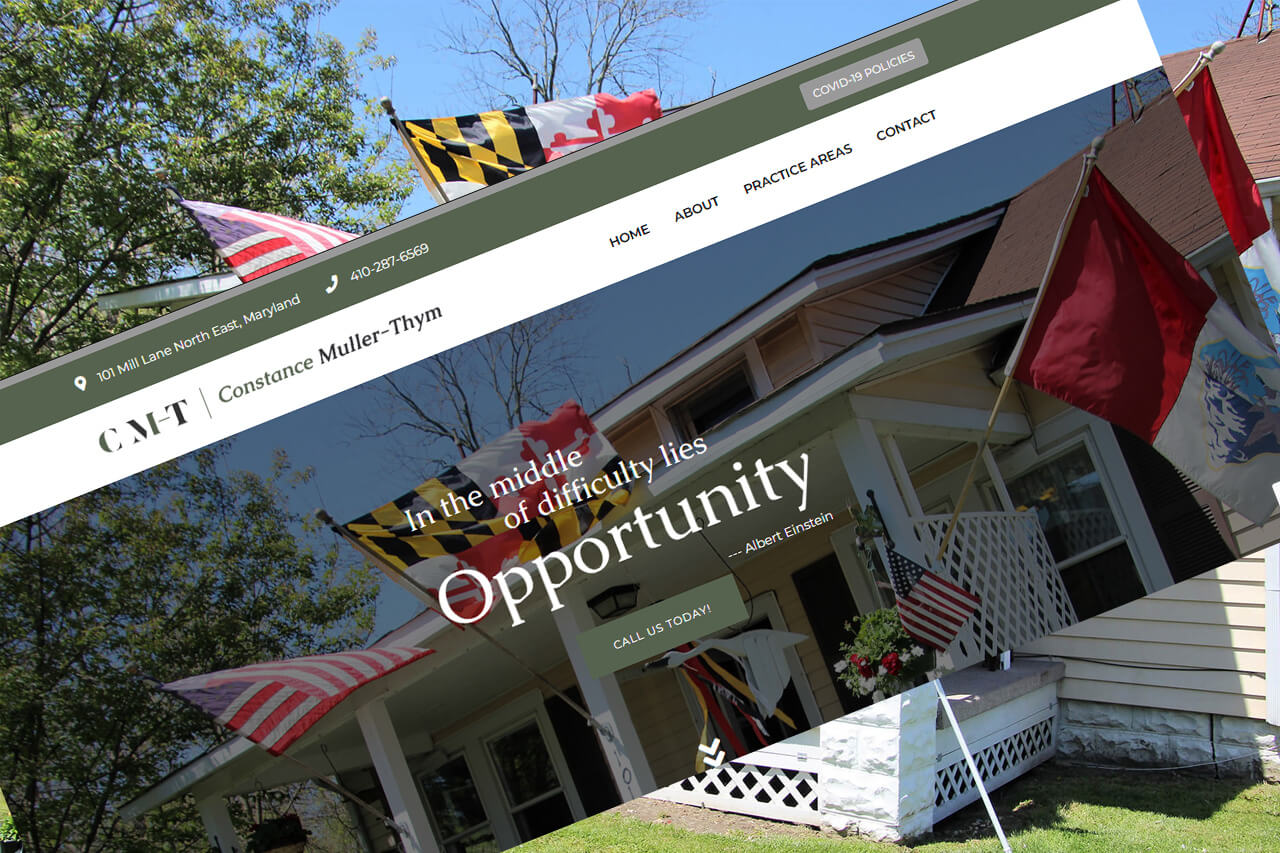 COVID-19 POLICIES
101 Mill Lane North East, Maryland
410-287-6569
HOME
ABOUT
PRACTICE AREAS
CONTACT
C M-T
Constance Muller-Thym
In the middle
of difficulty lies
Opportunity
--- Albert Einstein
CALL US TODAY!